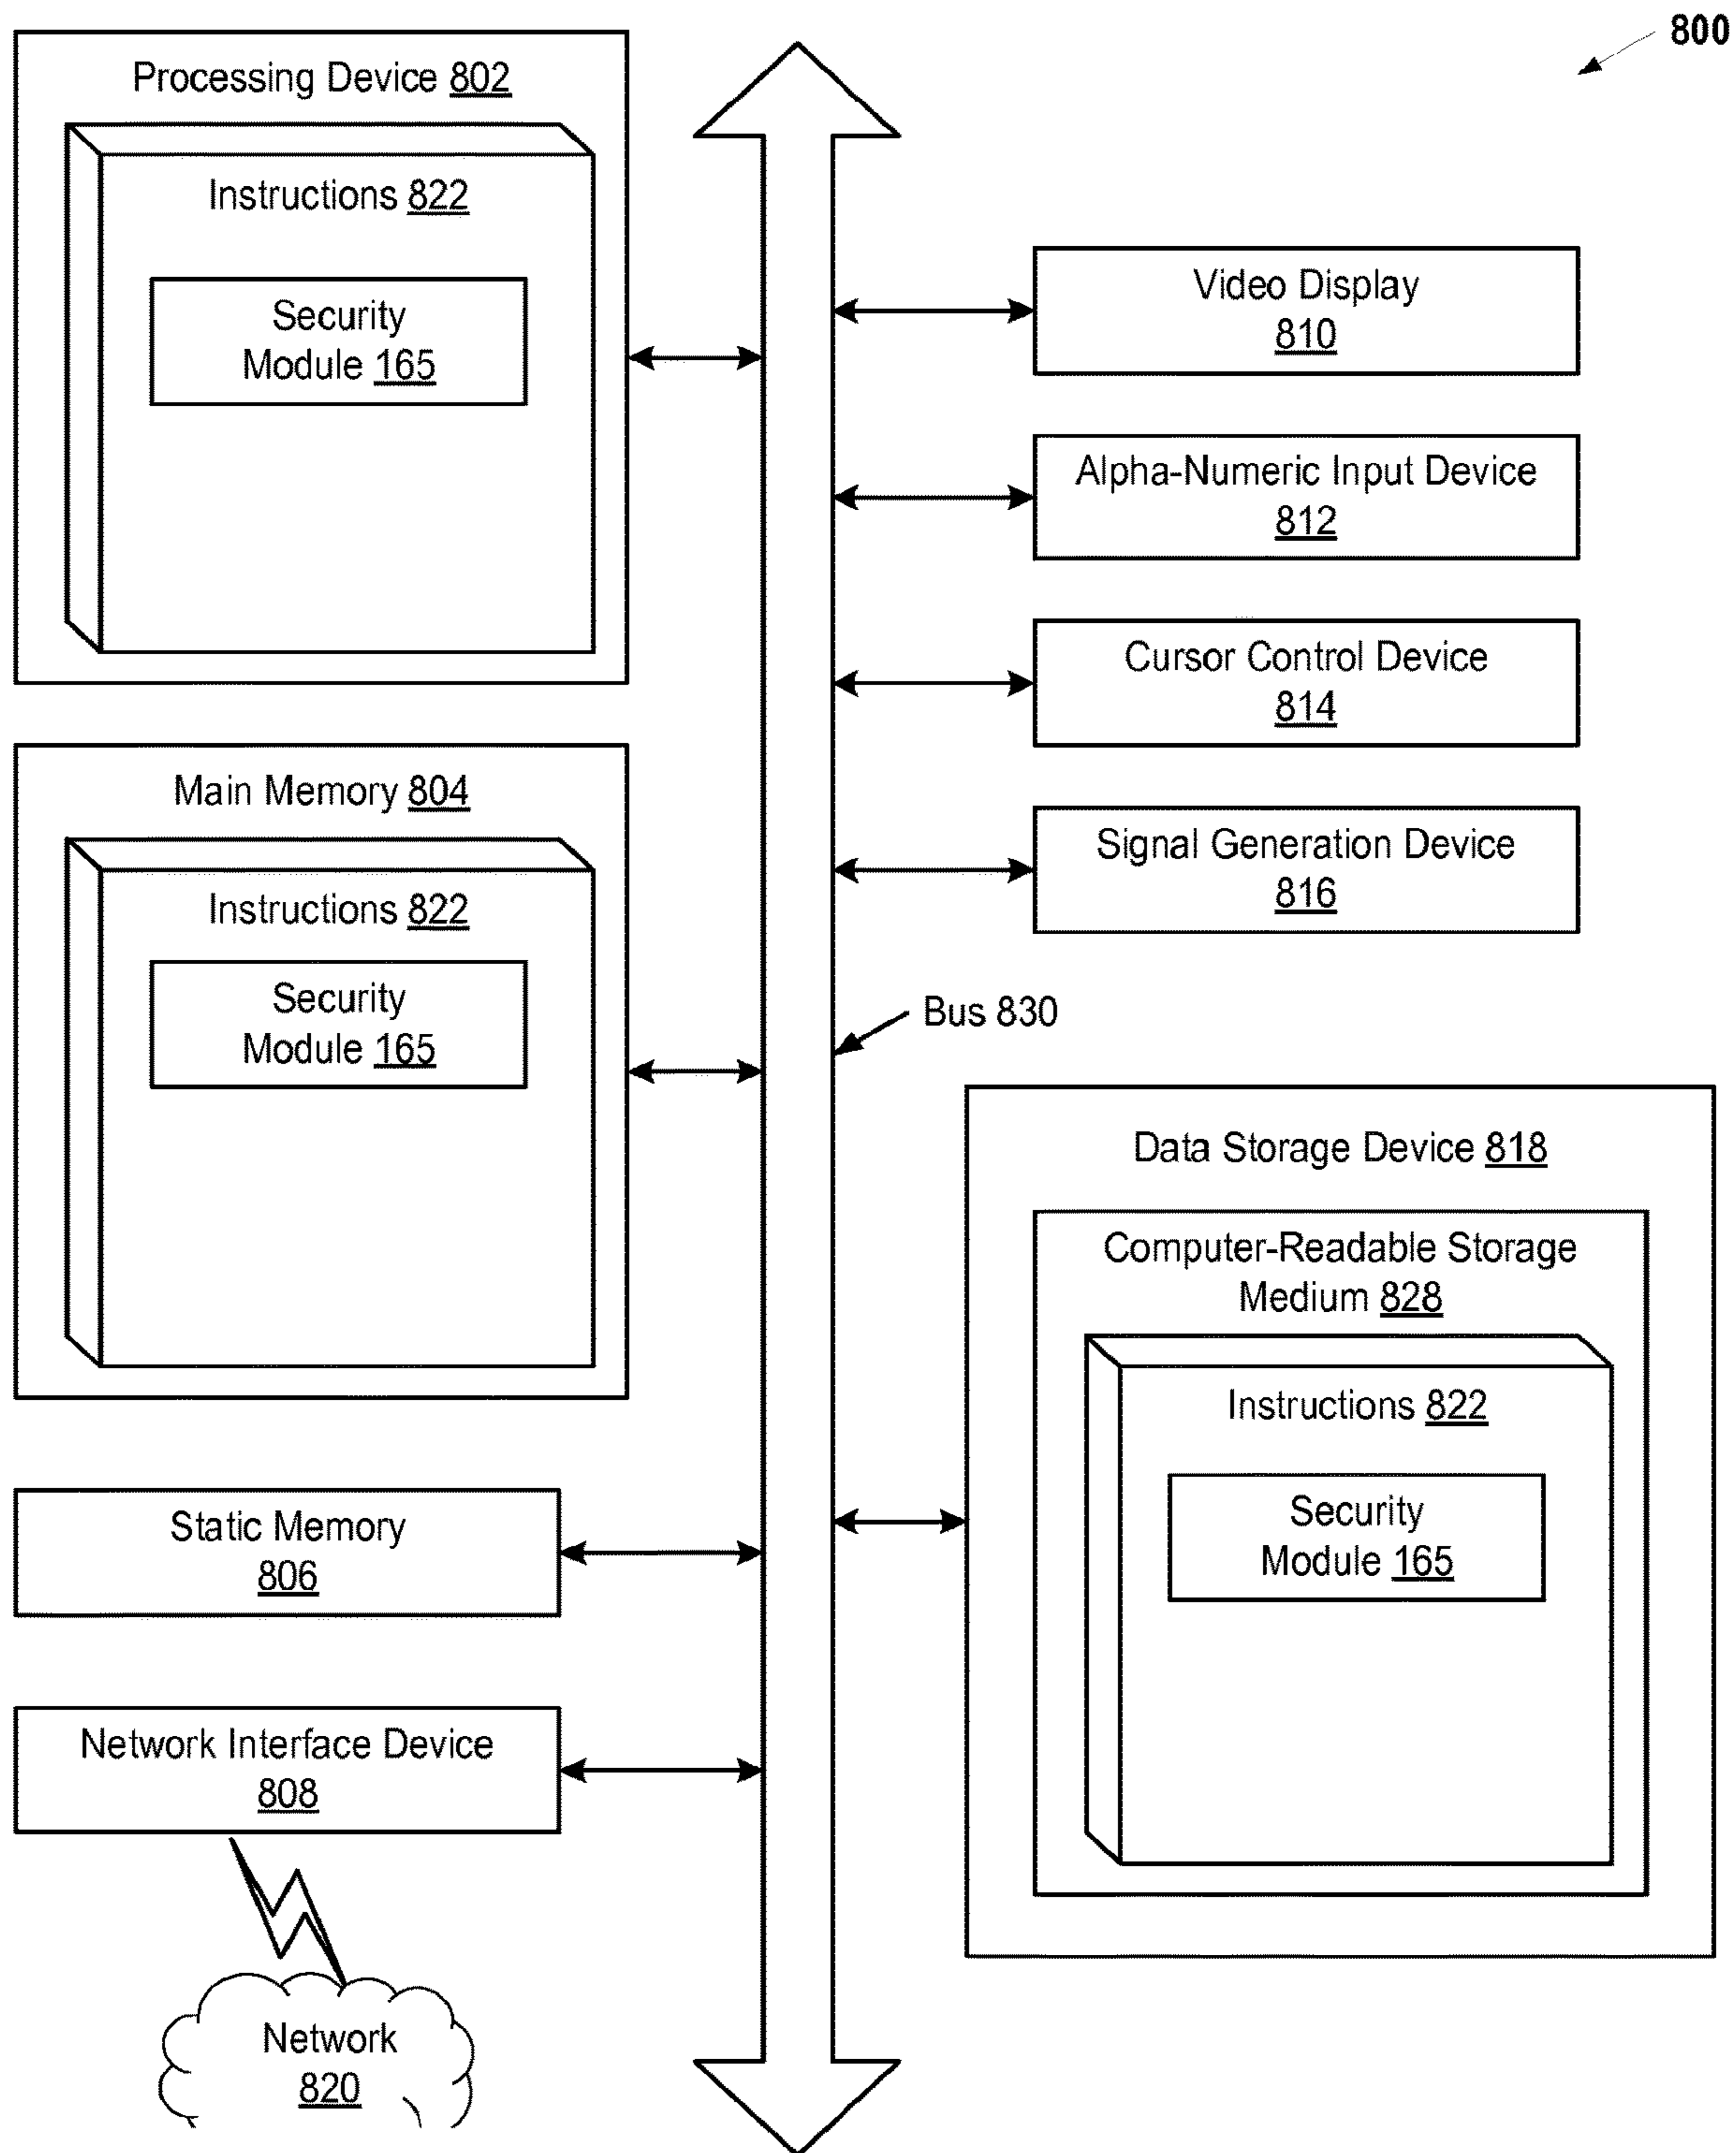 800
Processing Device 802
Instructions 822
Security
Module 165
Video Display
810
Alpha-Numeric Input Device
812
Cursor Control Device
814
Signal Generation Device
816
Main Memory 804
Instructions 822
Security
Module 165
Bus 830
Data Storage Device 818
Computer-Readable Storage
Medium 828
Instructions 822
Security
Module 165
Static Memory
806
Network Interface Device
808
Network
820